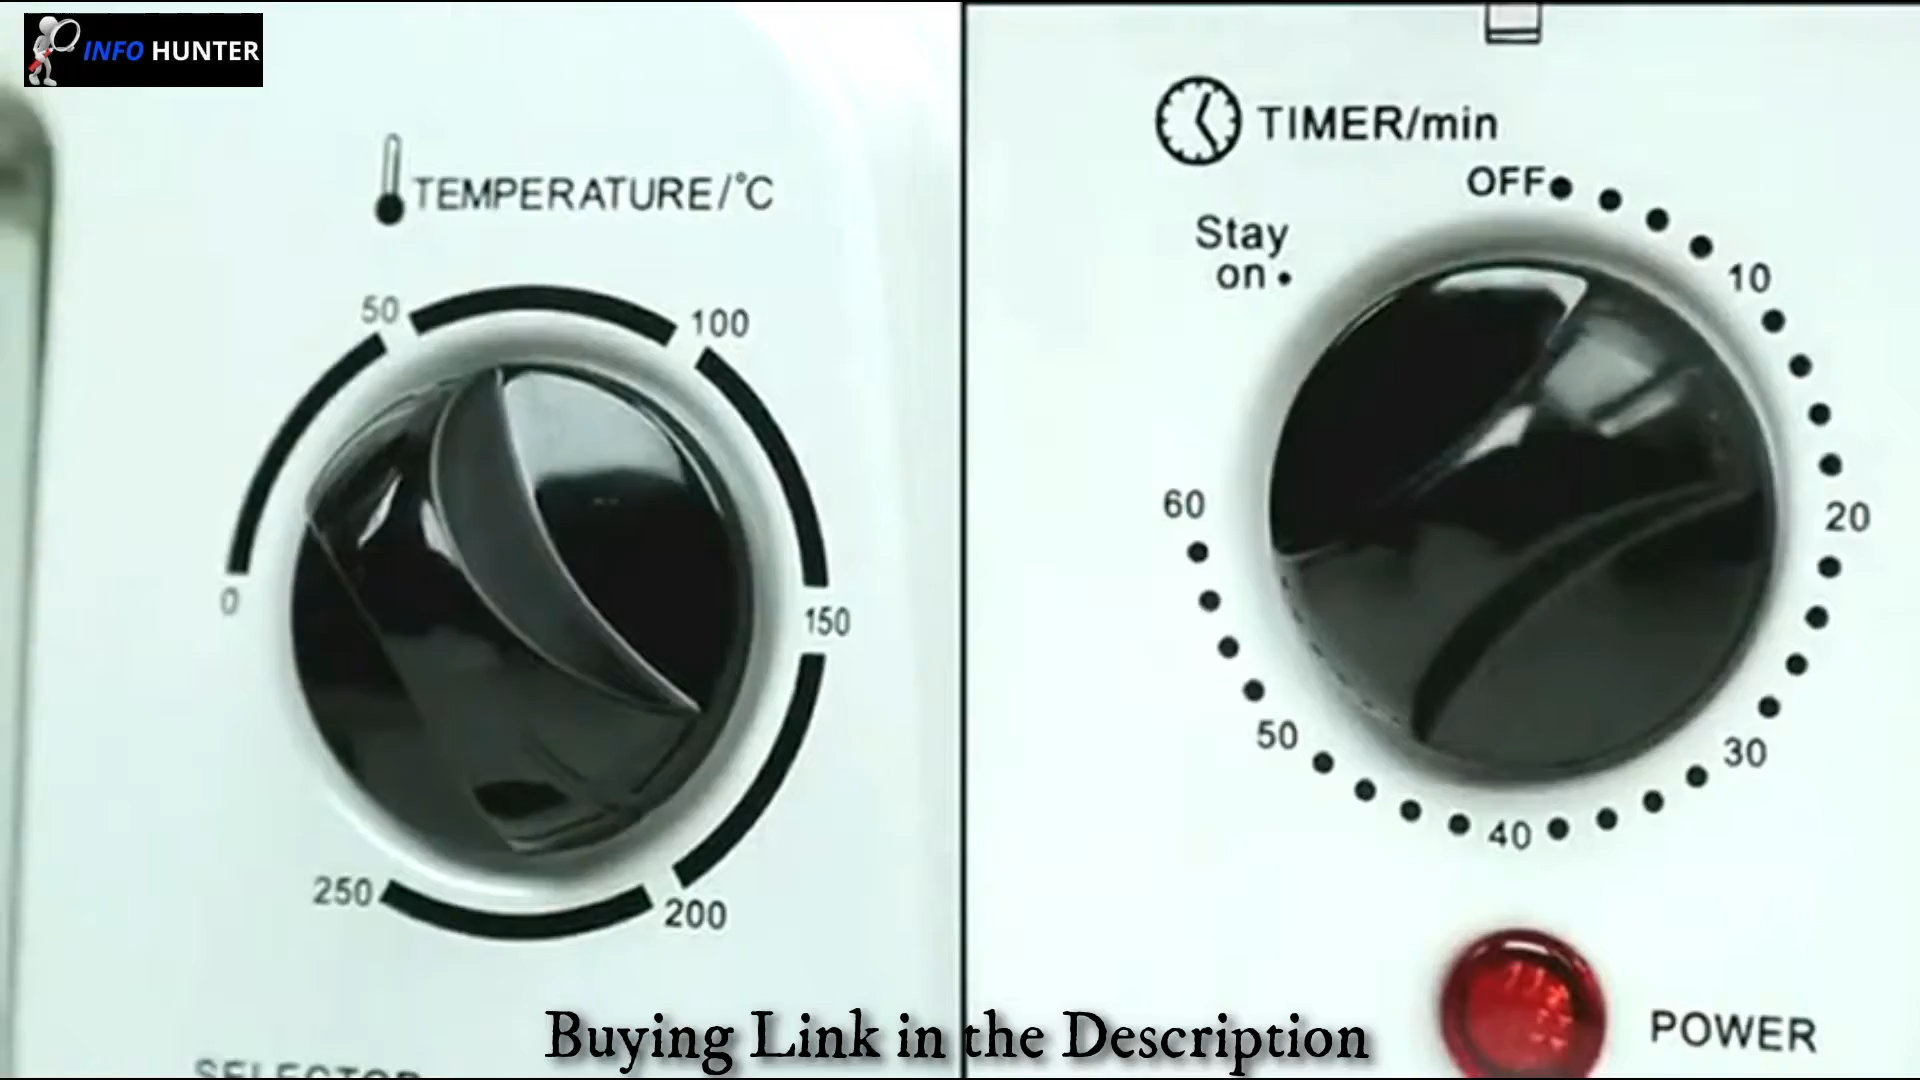 INFO HUNTER
TEMPERATURE/°C
50
100
0
150
250
200
SELECTOR
TIMER/min
OFF
Stay
on
10
60
20
50
30
40
POWER
Buying Link in the Description